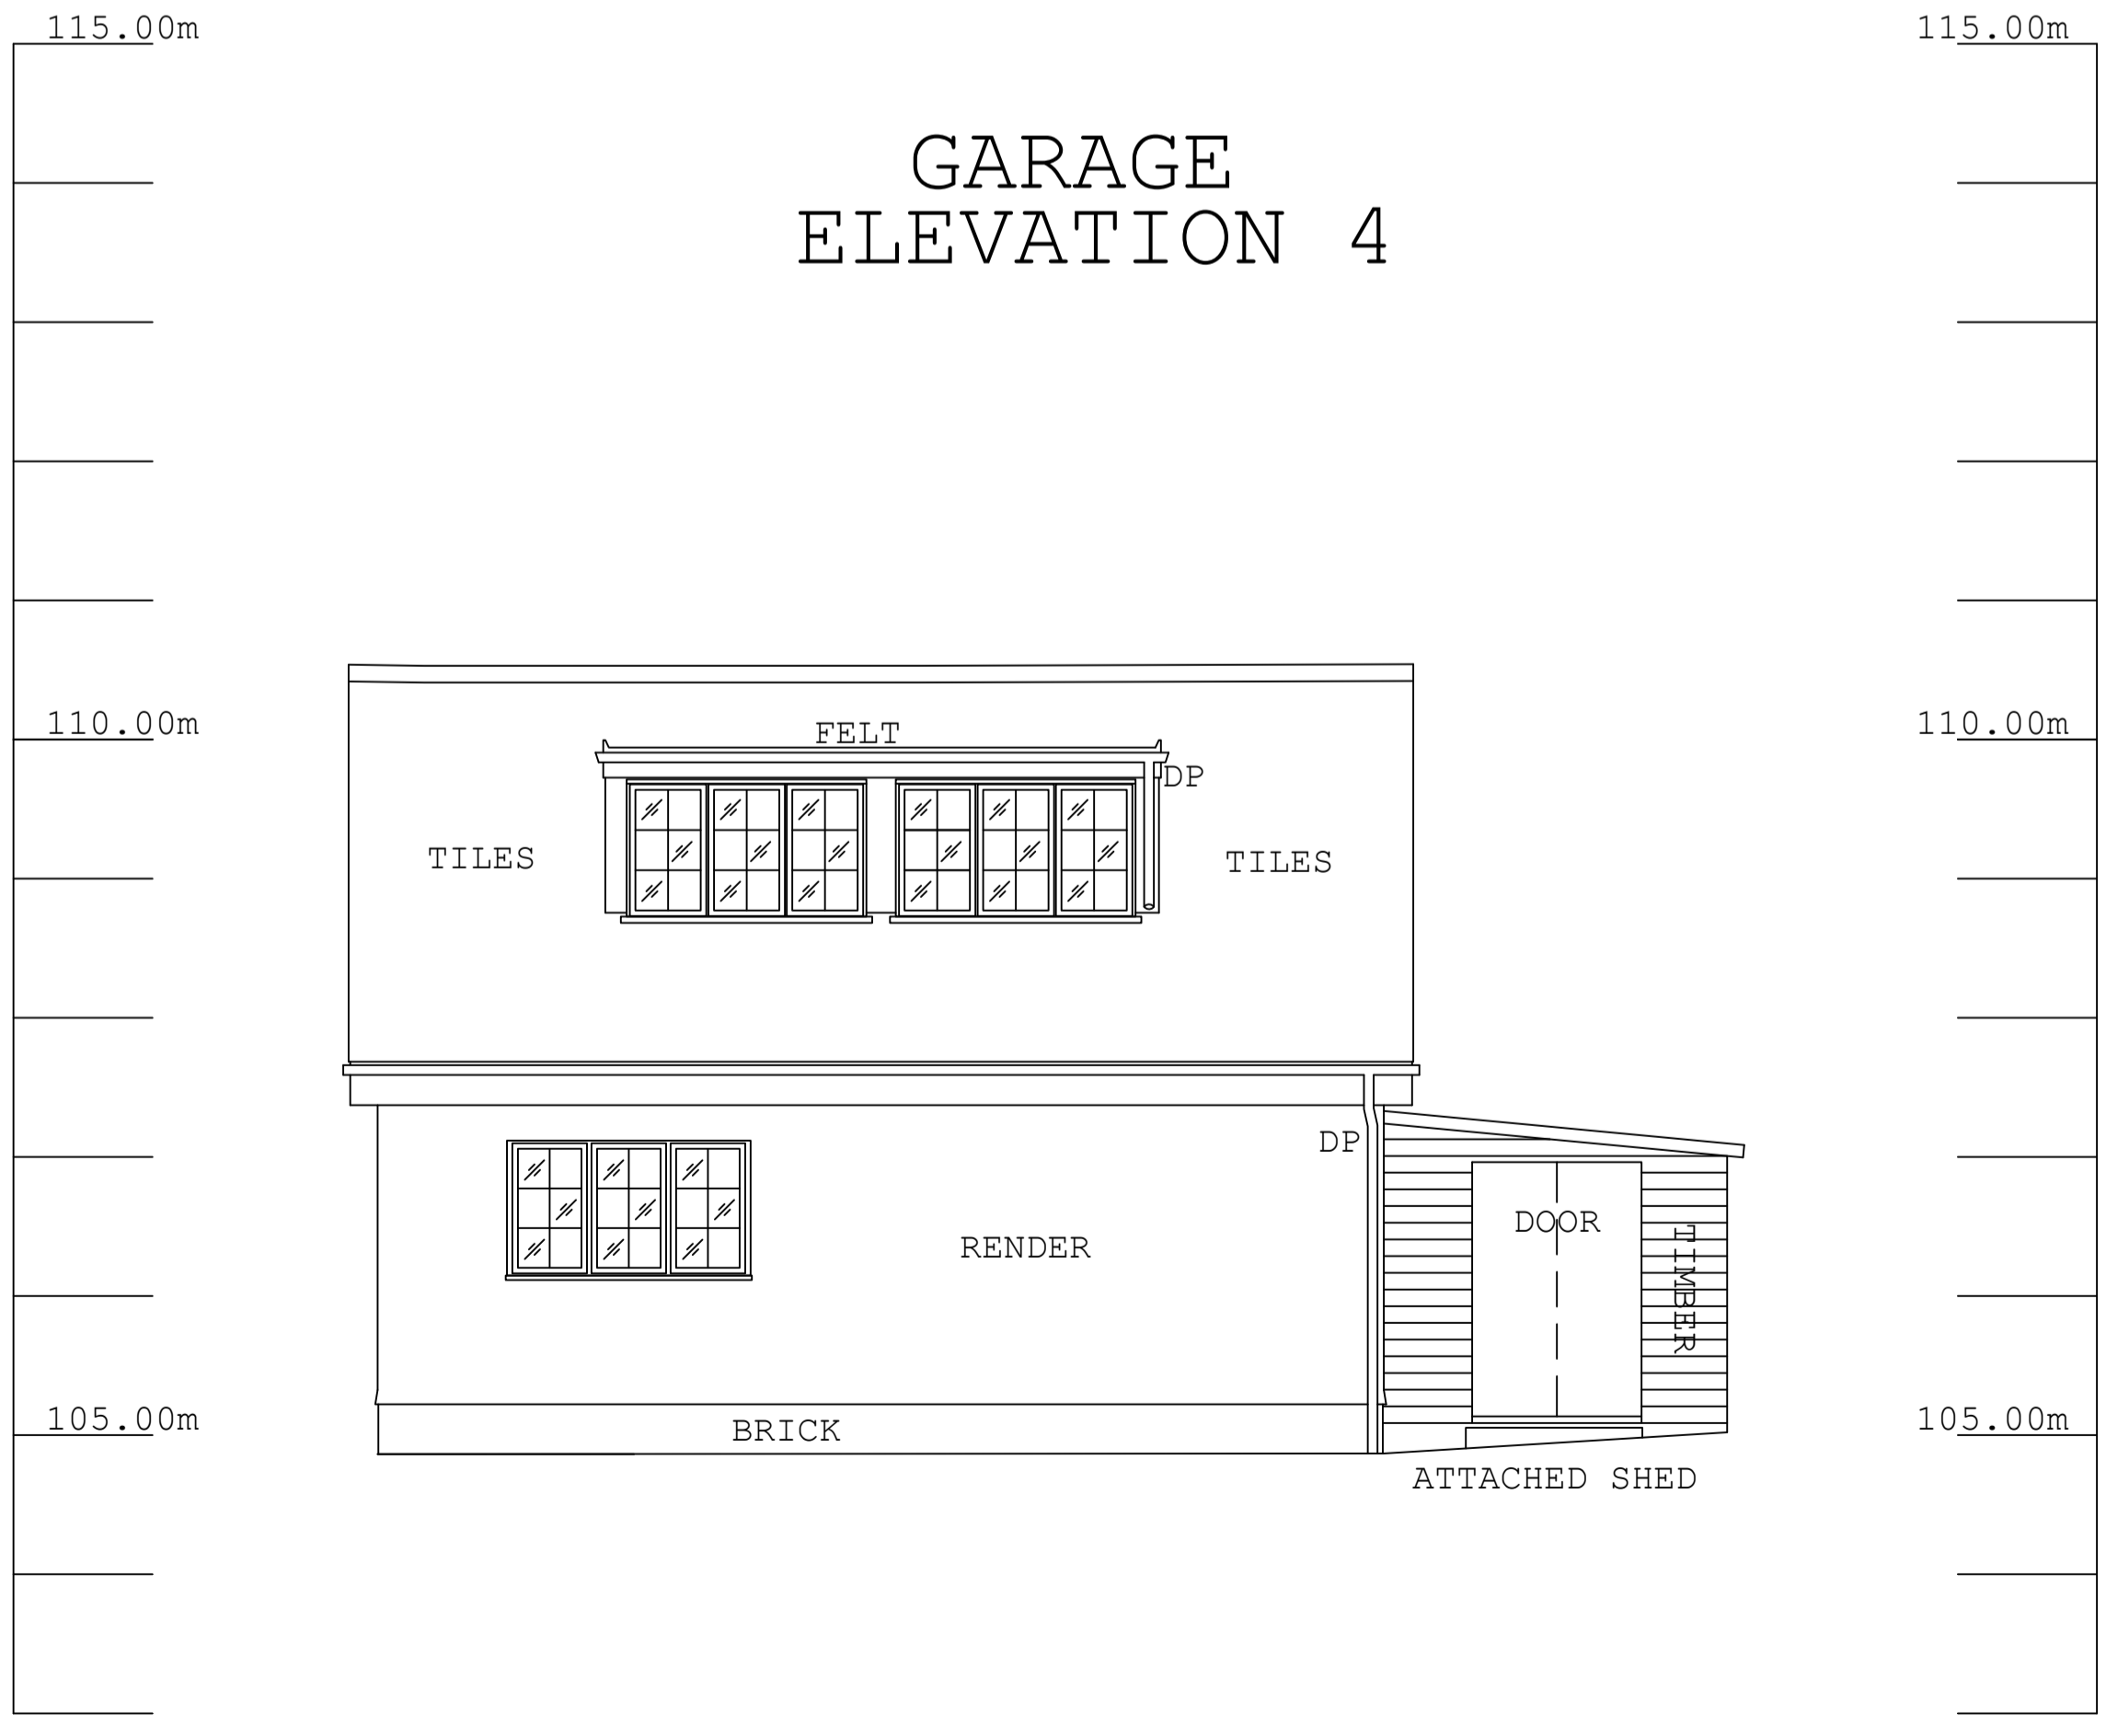 115.00m
115.00m
GARAGE
ELEVATION 4
110.00m
110.00m
FELT
DP
TILES
TILES
DP
DOOR
RENDER
TIMBER
105.00m
105.00m
BRICK
ATTACHED SHED